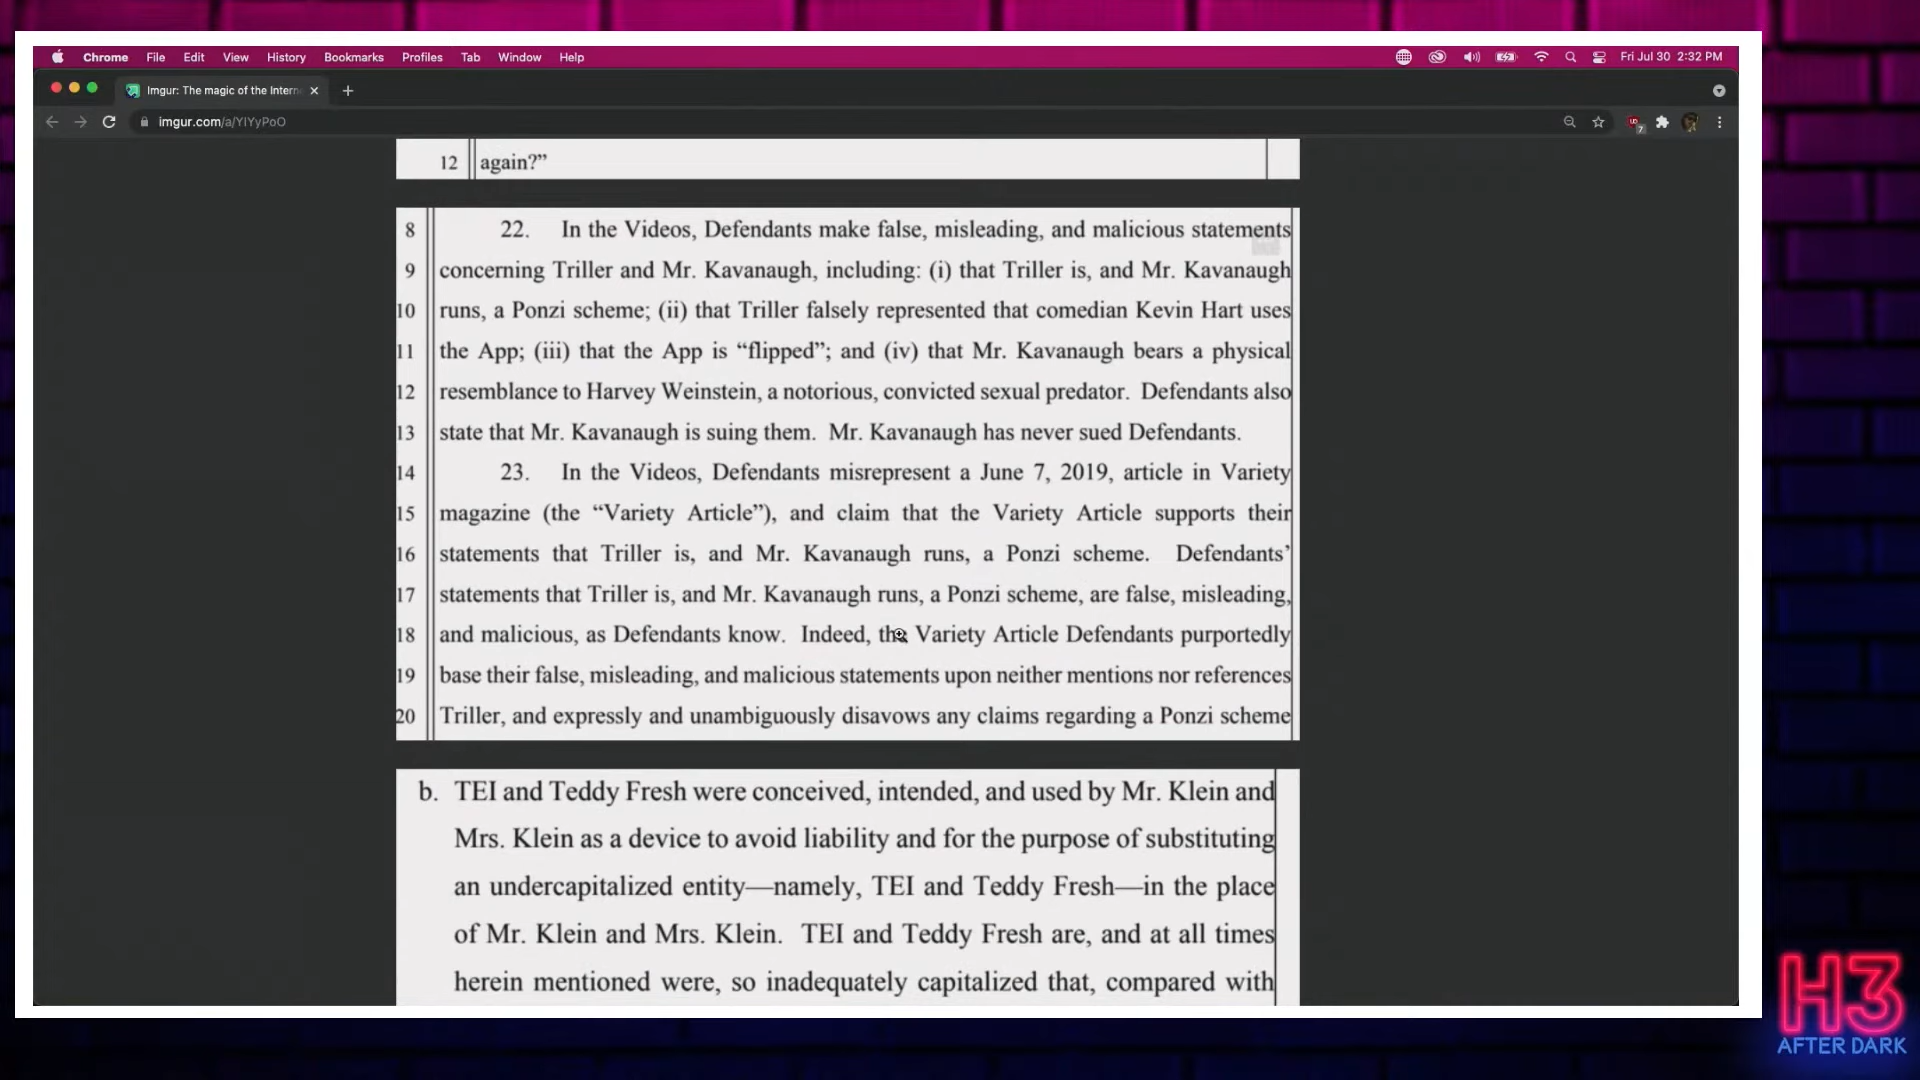 Chrome File Edit View History Bookmarks Profiles Tab Window Help Fri Jul 30 2:32 PM
Imgur: The magic of the Intern
imgur.com/a/YIYyPoO
12 again?”
8 22. In the Videos, Defendants make false, misleading, and malicious statements
9 concerning Triller and Mr. Kavanaugh, including: (i) that Triller is, and Mr. Kavanaugh
10 runs, a Ponzi scheme; (ii) that Triller falsely represented that comedian Kevin Hart uses
11 the App; (iii) that the App is “flipped”; and (iv) that Mr. Kavanaugh bears a physical
12 resemblance to Harvey Weinstein, a notorious, convicted sexual predator. Defendants also
13 state that Mr. Kavanaugh is suing them. Mr. Kavanaugh has never sued Defendants.
14 23. In the Videos, Defendants misrepresent a June 7, 2019, article in Variety
15 magazine (the “Variety Article”), and claim that the Variety Article supports their
16 statements that Triller is, and Mr. Kavanaugh runs, a Ponzi scheme. Defendants’
17 statements that Triller is, and Mr. Kavanaugh runs, a Ponzi scheme, are false, misleading,
18 and malicious, as Defendants know. Indeed, the Variety Article Defendants purportedly
19 base their false, misleading, and malicious statements upon neither mentions nor references
20 Triller, and expressly and unambiguously disavows any claims regarding a Ponzi scheme
b. TEI and Teddy Fresh were conceived, intended, and used by Mr. Klein and
Mrs. Klein as a device to avoid liability and for the purpose of substituting
an undercapitalized entity—namely, TEI and Teddy Fresh—in the place
of Mr. Klein and Mrs. Klein. TEI and Teddy Fresh are, and at all times
herein mentioned were, so inadequately capitalized that, compared with
H3
AFTER DARK